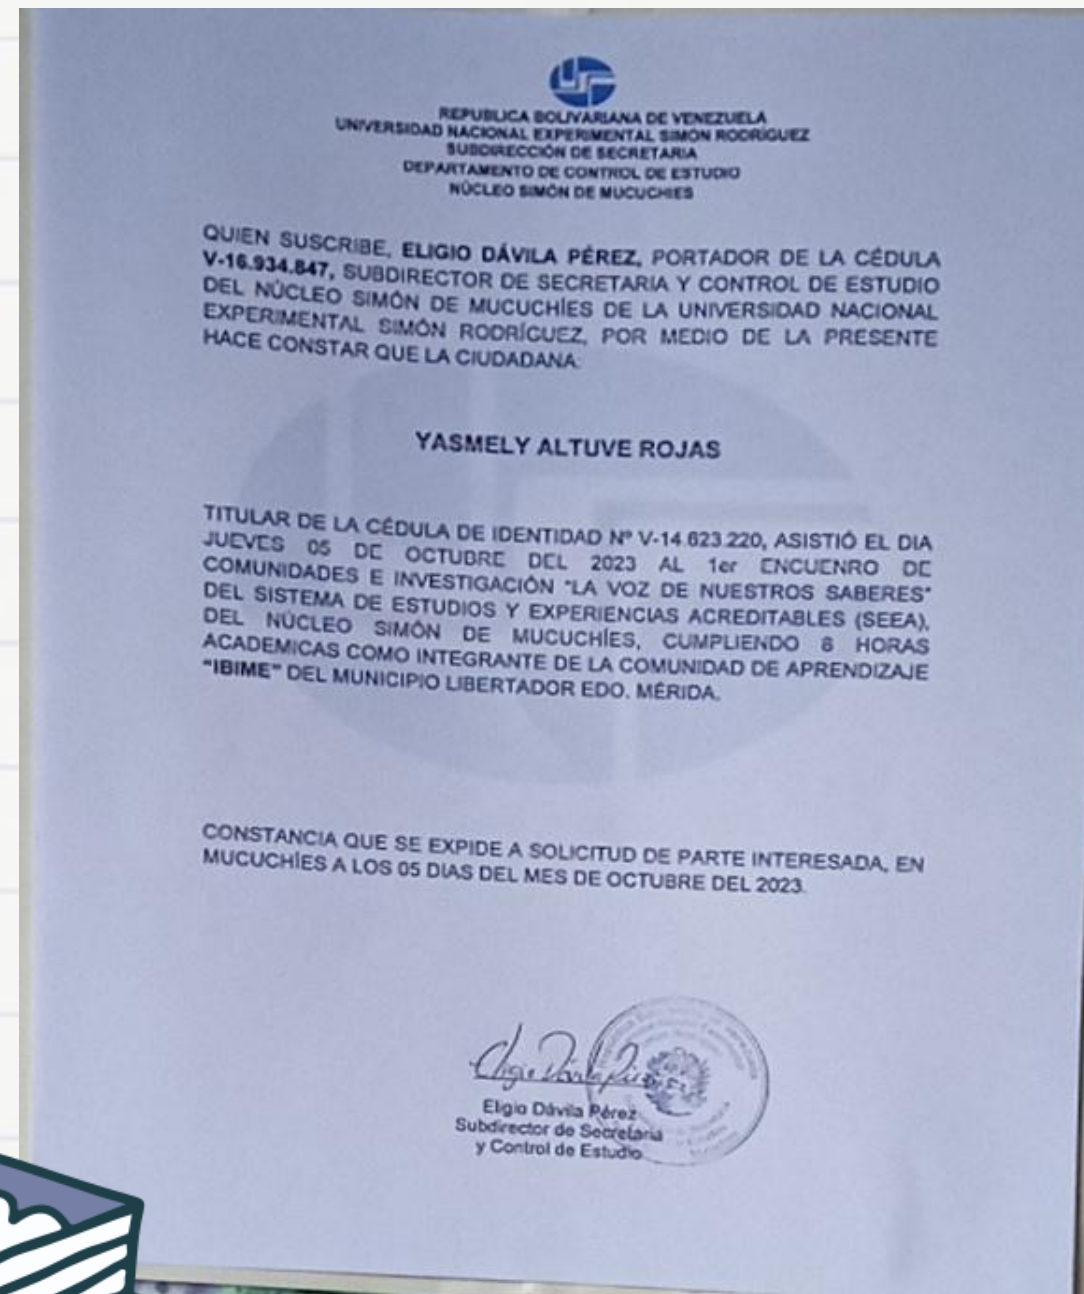 REPUBLICA BOLIVARIANA DE VENEZUELA
UNIVERSIDAD NACIONAL EXPERIMENTAL SIMÓN RODRÍGUEZ
SUBDIRECCIÓN DE SECRETARIA
DEPARTAMENTO DE CONTROL DE ESTUDIO
NÚCLEO SIMÓN DE MUCUCHIES
QUIEN SUSCRIBE, ELIGIO DÁVILA PÉREZ, PORTADOR DE LA CÉDULA
V-16.934.847, SUBDIRECTOR DE SECRETARIA Y CONTROL DE ESTUDIO
DEL NÚCLEO SIMÓN DE MUCUCHÍES DE LA UNIVERSIDAD NACIONAL
EXPERIMENTAL SIMÓN RODRÍGUEZ, POR MEDIO DE LA PRESENTE
HACE CONSTAR QUE LA CIUDADANA:
YASMELY ALTUVE ROJAS
TITULAR DE LA CÉDULA DE IDENTIDAD Nº V-14.623.220, ASISTIÓ EL DIA
JUEVES 05 DE OCTUBRE DEL 2023 AL 1er ENCUENRO DE
COMUNIDADES E INVESTIGACIÓN "LA VOZ DE NUESTROS SABERES"
DEL SISTEMA DE ESTUDIOS Y EXPERIENCIAS ACREDITABLES (SEEA),
DEL NÚCLEO SIMÓN DE MUCUCHÍES, CUMPLIENDO 8 HORAS
ACADEMICAS COMO INTEGRANTE DE LA COMUNIDAD DE APRENDIZAJE
"IBIME" DEL MUNICIPIO LIBERTADOR EDO. MÉRIDA.
CONSTANCIA QUE SE EXPIDE A SOLICITUD DE PARTE INTERESADA, EN
MUCUCHÍES A LOS 05 DIAS DEL MES DE OCTUBRE DEL 2023.
Eligio Dávila Pérez
Subdirector de Secretaria
y Control de Estudio